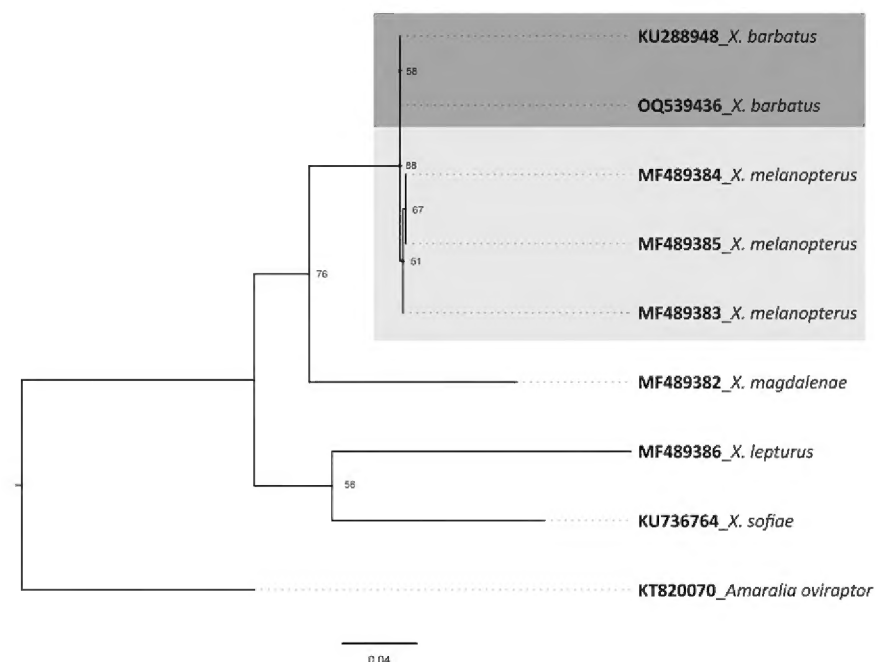 KU288948_X. barbatus
58
OQ539436_X. barbatus
88
MF489384_X. melanopterus
67
MF489385_X. melanopterus
51
MF489383_X. melanopterus
76
MF489382_X. magdalenae
MF489386_X. lepturus
58
KU736764_X. sofiae
KT820070_Amaralia oviraptor
0.04